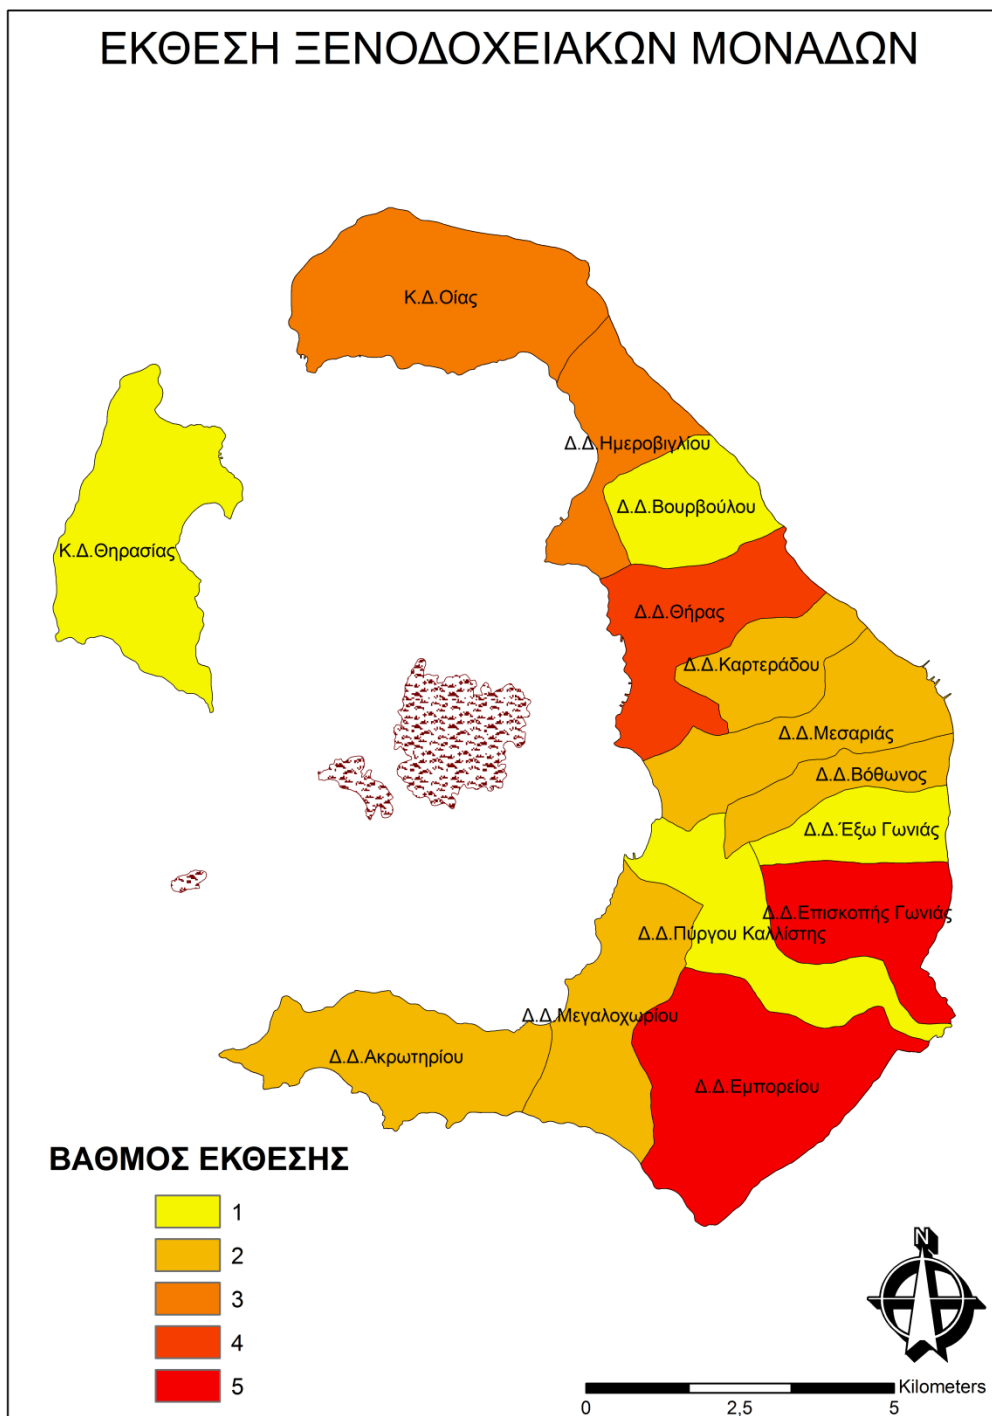 ΕΚΘΕΣΗ ΞΕΝΟΔΟΧΕΙΑΚΩΝ ΜΟΝΑΔΩΝ
Κ.Δ.Οίας
Δ.Δ.Ημεροβιγλίου
Δ.Δ.Βουρβούλου
Κ.Δ.Θηρασίας
Δ.Δ.Θήρας
Δ.Δ.Καρτεράδου
Δ.Δ.Μεσαριάς
Δ.Δ.Βόθωνος
Δ.Δ.Έξω Γωνιάς
Δ.Δ.Επισκοπής Γωνιάς
Δ.Δ.Πύργου Καλλίστης
Δ.Δ.Μεγαλοχωρίου
Δ.Δ.Ακρωτηρίου
Δ.Δ.Εμπορείου
ΒΑΘΜΟΣ ΕΚΘΕΣΗΣ
1
2
3
4
5
N
Kilometers
0 2,5 5